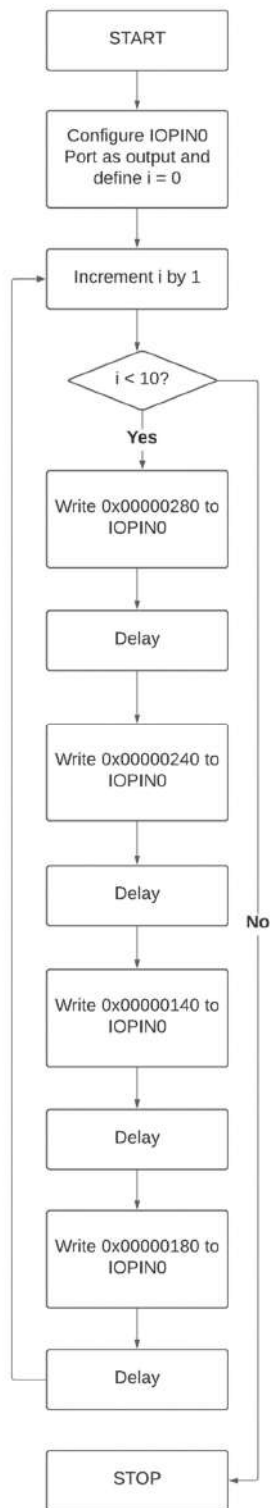 START
Configure IOPIN0
Port as output and
define i = 0
Increment i by 1
i < 10?
Yes
Write 0x00000280 to
IOPIN0
Delay
Write 0x00000240 to
IOPIN0
Delay
No
Write 0x00000140 to
IOPIN0
Delay
Write 0x00000180 to
IOPIN0
Delay
STOP